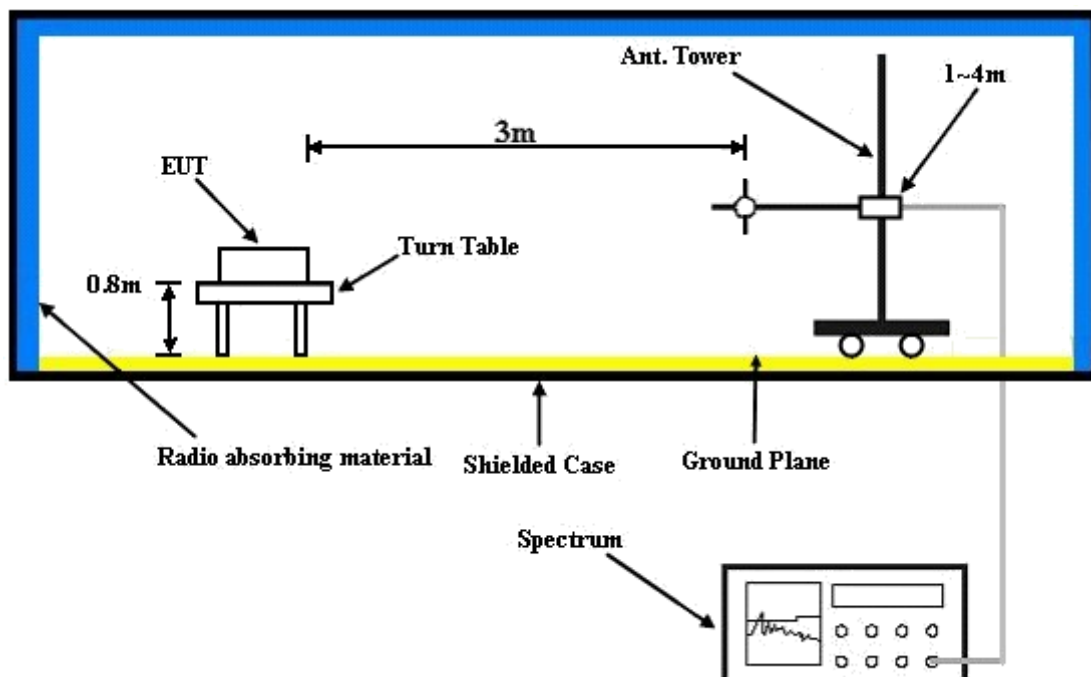 Ant. Tower
1~4m
3m
EUT
Turn Table
0.8m
Radio absorbing material
Shielded Case
Ground Plane
Spectrum